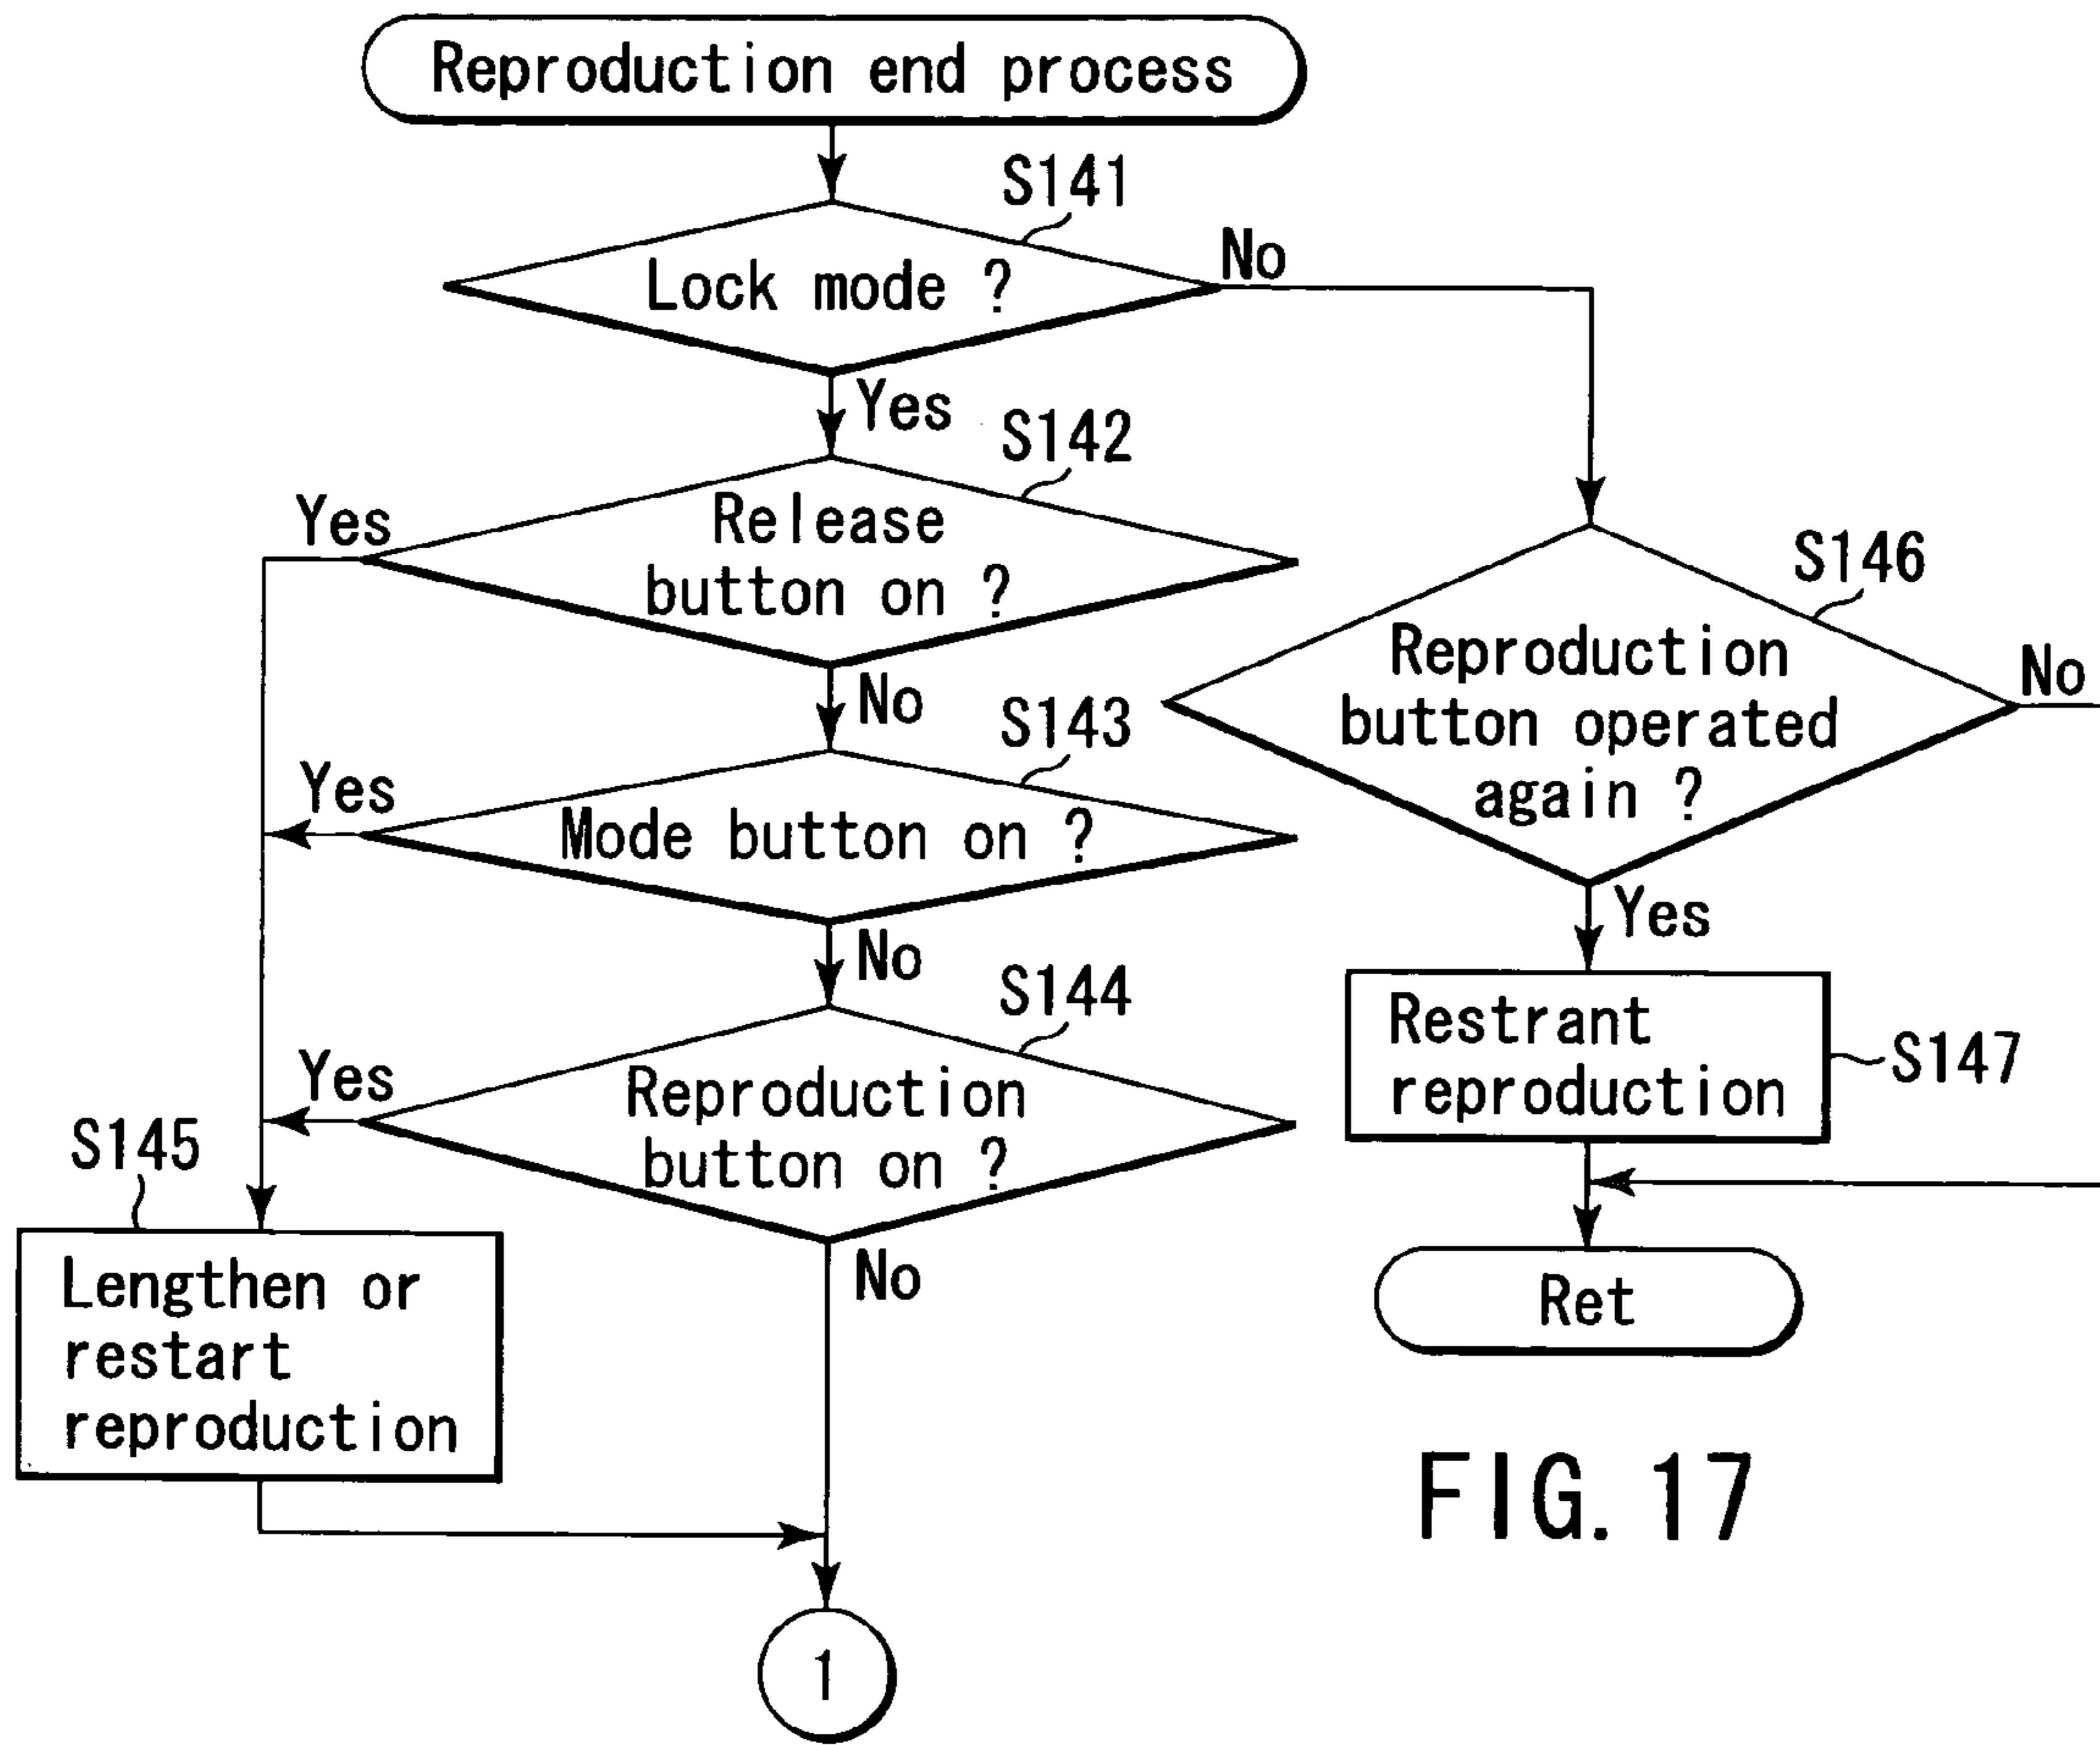 Reproduction end process
S141
Lock mode ?
No
Yes
S142
Yes
Release
button on ?
No
S143
Yes
Mode button on ?
No
S144
Yes
Reproduction
button on ?
No
S145
Lengthen or
restart
reproduction
1
S146
Reproduction
button operated
again ?
No
Yes
Restrant
reproduction
S147
Ret
FIG. 17